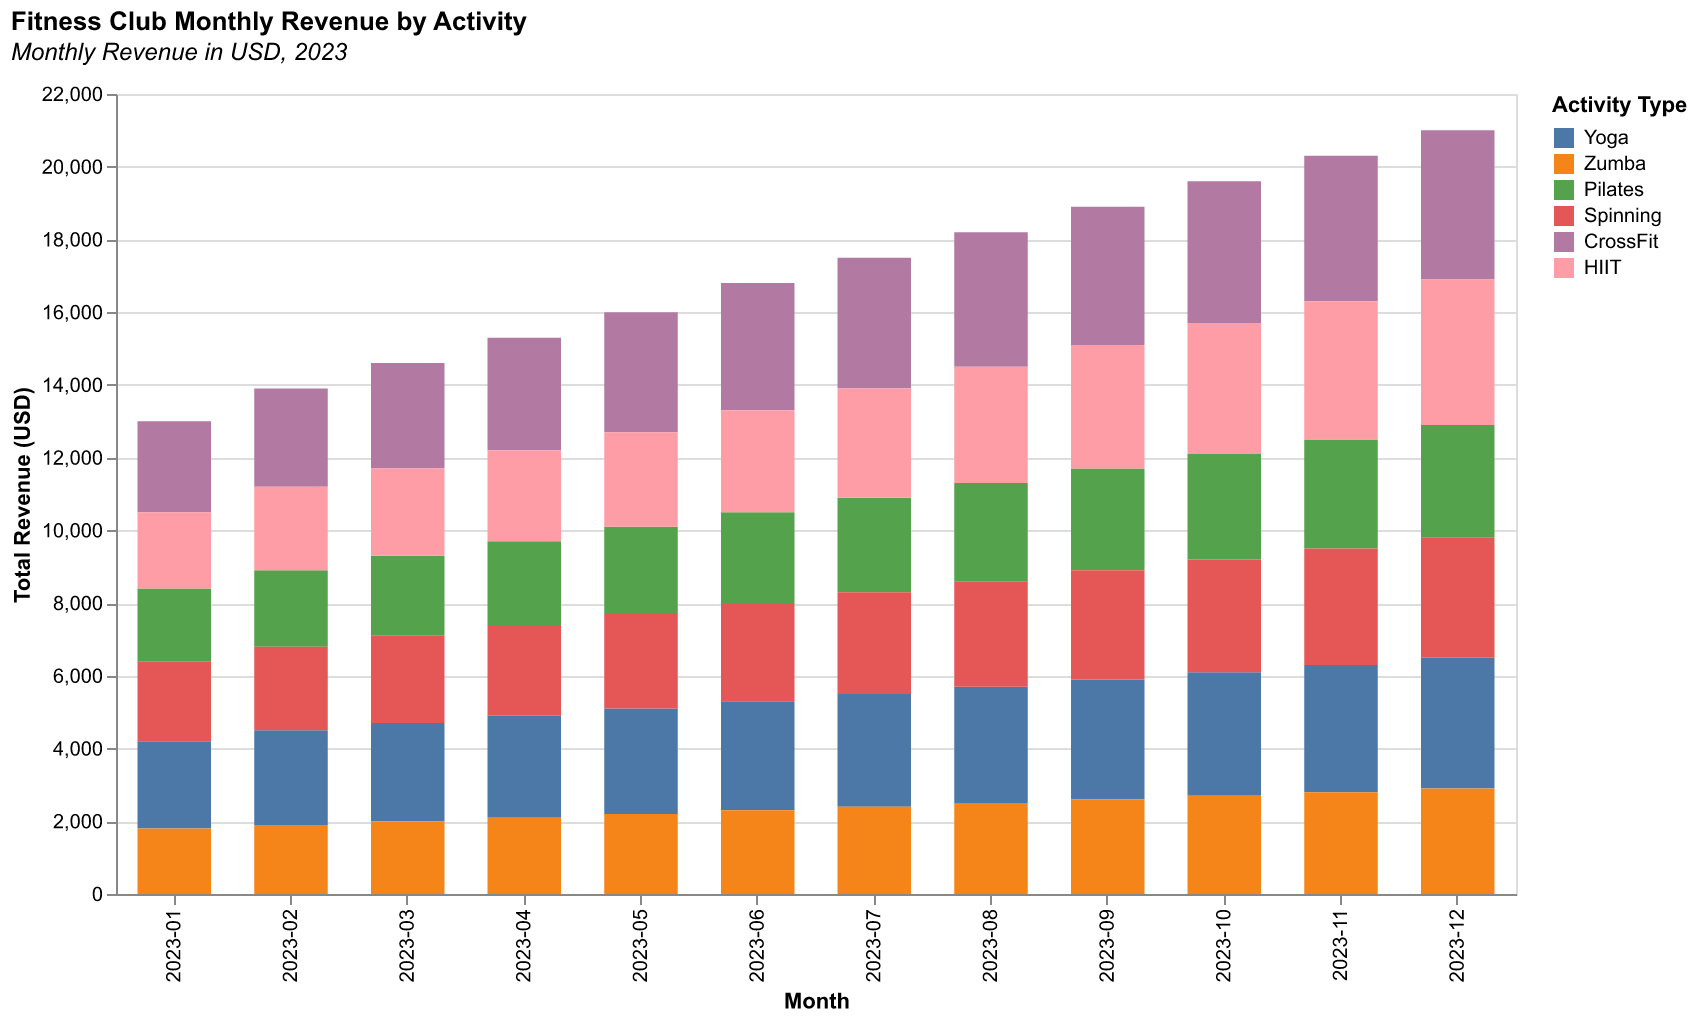 Fitness Club Monthly Revenue by Activity
Monthly Revenue in USD, 2023
22,000
20,000
18,000
16,000
14,000
12,000
10,000
8,000
6,000
4,000
2,000
0
Total Revenue (USD)
2023-01
2023-02
2023-03
2023-04
2023-05
2023-06
2023-07
2023-08
2023-09
2023-10
2023-11
2023-12
Month
Activity Type
Yoga
Zumba
Pilates
Spinning
CrossFit
HIIT